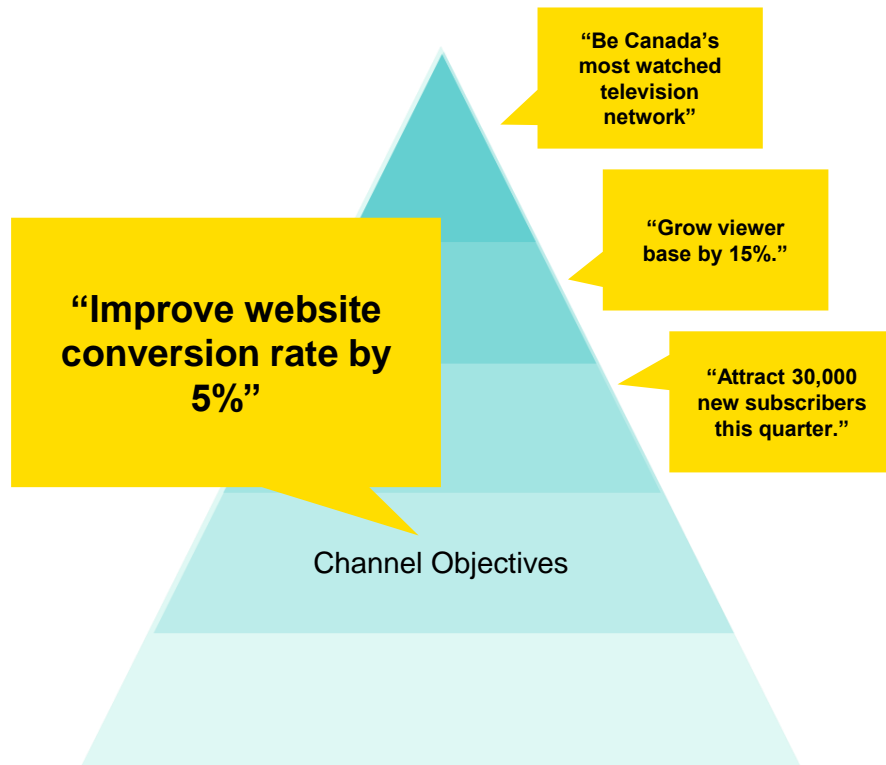 “Be Canada’s
most watched
television
network”
“Grow viewer
base by 15%.”
“Improve website
conversion rate by
5%”
“Attract 30,000
new subscribers
this quarter.”
Channel Objectives